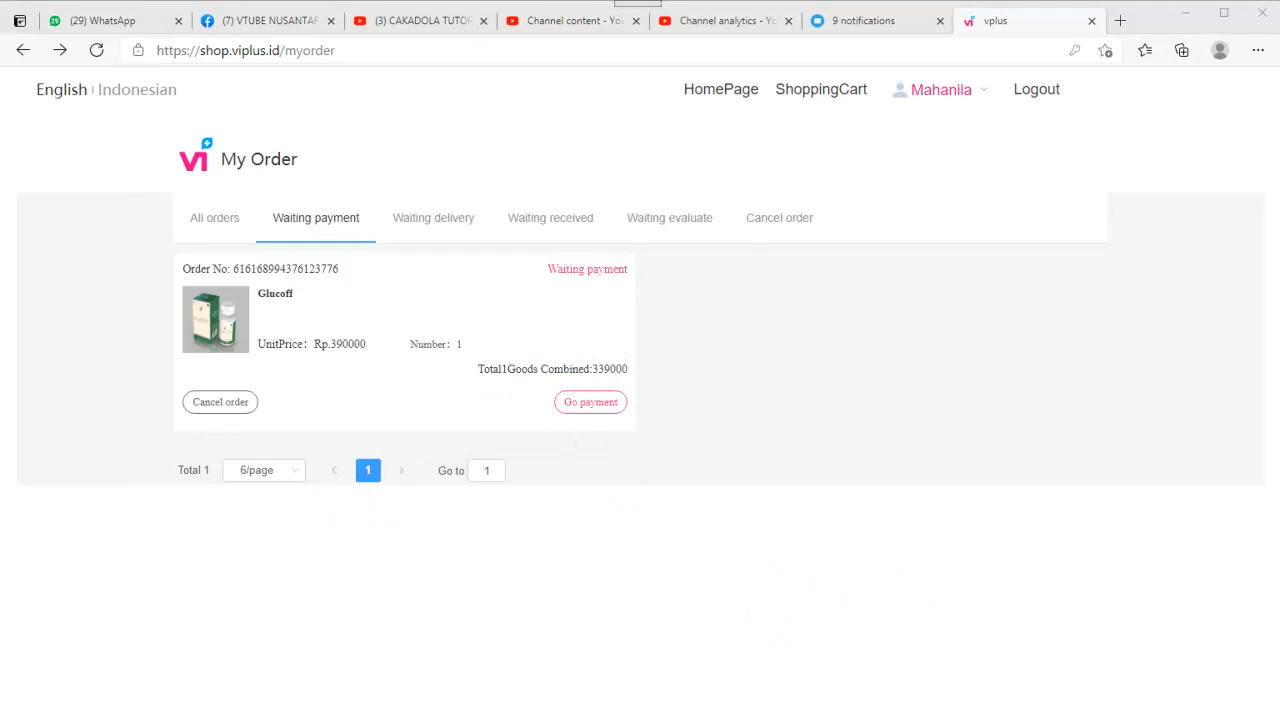 (29) WhatsApp
(7) VTUBE NUSANTAR
(3) CAKADOLA TUTOR
Channel content - You
Channel analytics - Yo
9 notifications
vplus
https://shop.viplus.id/myorder
English | Indonesian
HomePage
ShoppingCart
Mahanila
Logout
VI My Order
All orders
Waiting payment
Waiting delivery
Waiting received
Waiting evaluate
Cancel order
Order No: 616168994376123776
Waiting payment
Glucoff
UnitPrice: Rp.390000
Number: 1
Total1Goods Combined:339000
Cancel order
Go payment
Total 1
6/page
1
Go to
1